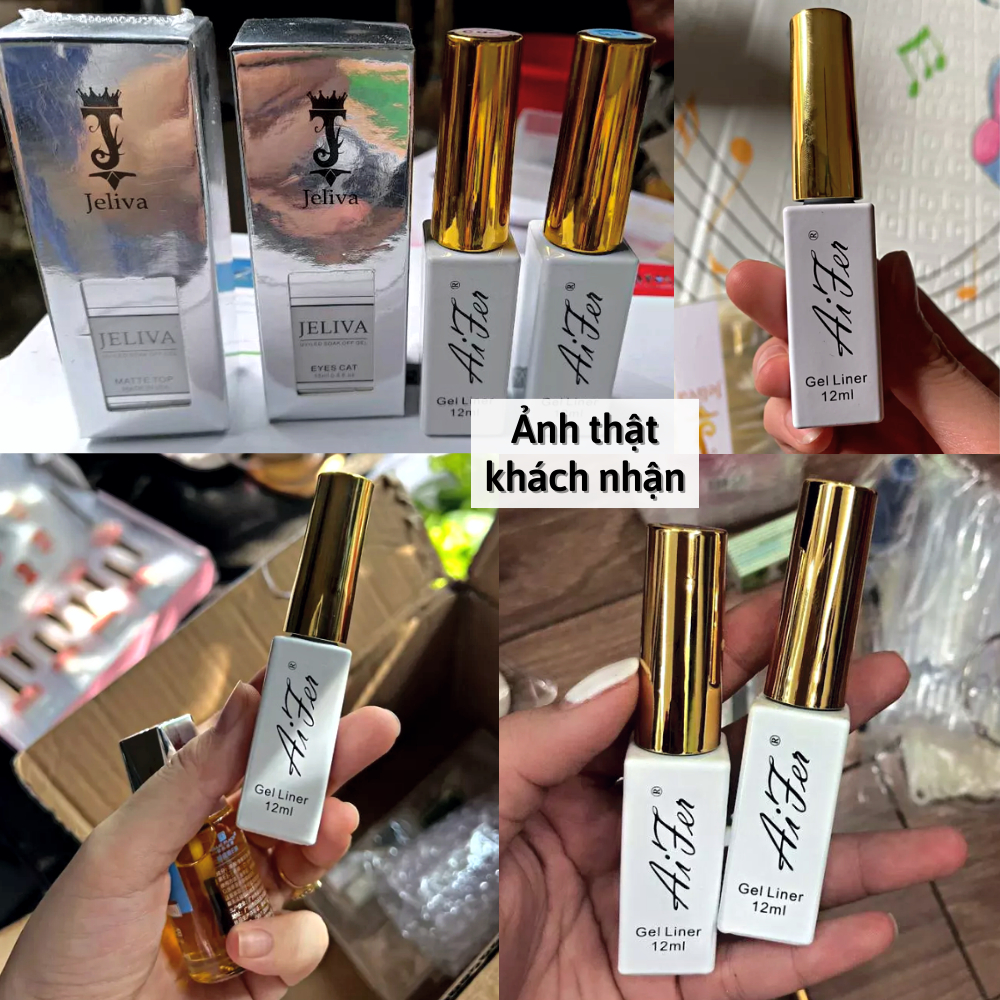 Jeliva
JELIVA
MATTE TOP
Jeliva
JELIVA
EYES CAT
AiFer®
Gel Liner
12ml
AiFer®
Gel Liner
AiFer®
Gel Liner
12ml
Ảnh thật
khách nhận
AiFer®
Gel Liner
12ml
AiFer®
Gel Liner
12ml
AiFer®
Gel Liner
12ml